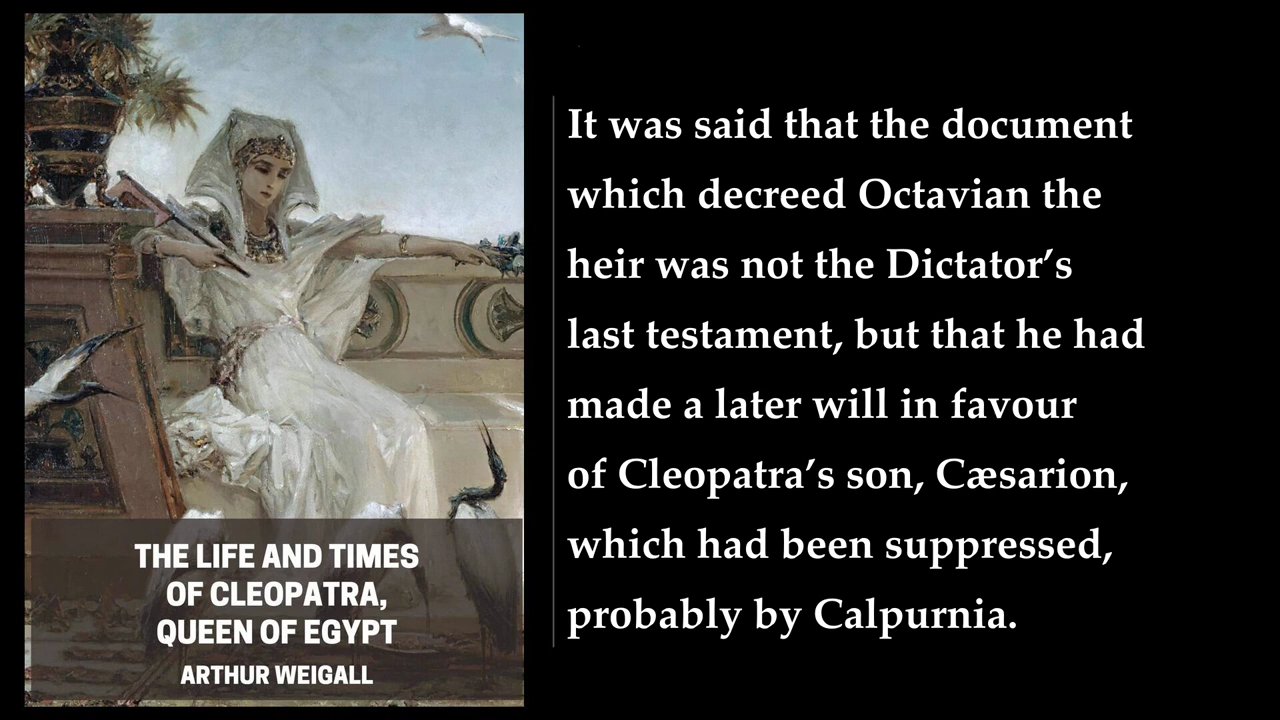 THE LIFE AND TIMES
OF CLEOPATRA,
QUEEN OF EGYPT
ARTHUR WEIGALL
It was said that the document
which decreed Octavian the
heir was not the Dictator’s
last testament, but that he had
made a later will in favour
of Cleopatra’s son, Cæsarion,
which had been suppressed,
probably by Calpurnia.